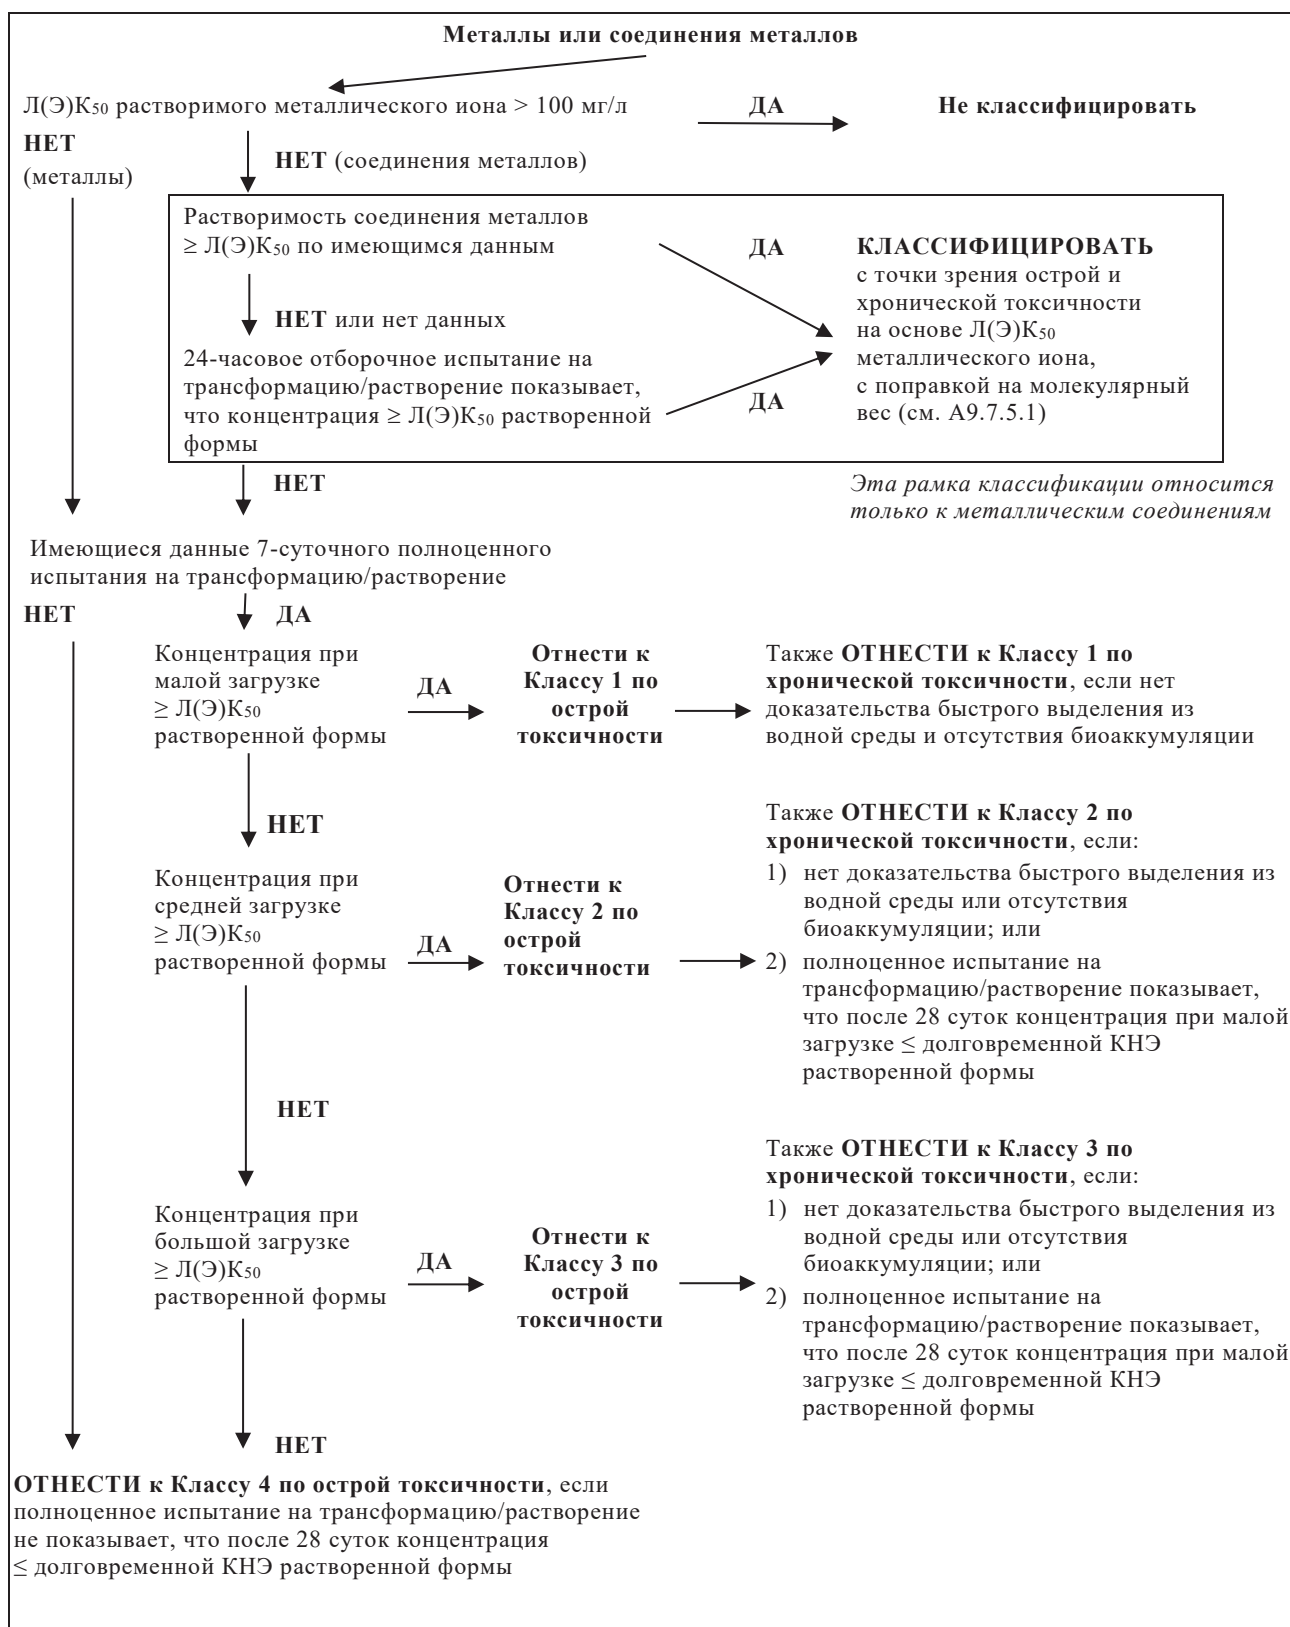 Металлы или соединения металлов
Л(Э)К50 растворимого металлического иона > 100 мг/л
ДА
Не классифицировать
НЕТ
(металлы)
НЕТ (соединения металлов)
Растворимость соединения металлов
≥ Л(Э)К50 по имеющимся данным
ДА
КЛАССИФИЦИРОВАТЬ
с точки зрения острой и
хронической токсичности
на основе Л(Э)К50
металлического иона,
с поправкой на молекулярный
вес (см. A9.7.5.1)
НЕТ или нет данных
24-часовое отборочное испытание на
трансформацию/растворение показывает,
что концентрация ≥ Л(Э)К50 растворенной
формы
ДА
НЕТ
Эта рамка классификации относится
только к металлическим соединениям
Имеющиеся данные 7-суточного полноценного
испытания на трансформацию/растворение
НЕТ
ДА
Концентрация при
малой загрузке
≥ Л(Э)К50
растворенной формы
ДА
Отнести к
Классу 1 по
острой
токсичности
Также ОТНЕСТИ к Классу 1 по
хронической токсичности, если нет
доказательства быстрого выделения из
водной среды и отсутствия биоаккумуляции
НЕТ
Концентрация при
средней загрузке
≥ Л(Э)К50
растворенной формы
ДА
Отнести к
Классу 2 по
острой
токсичности
Также ОТНЕСТИ к Классу 2 по
хронической токсичности, если:
1) нет доказательства быстрого выделения из
водной среды или отсутствия
биоаккумуляции; или
2) полноценное испытание на
трансформацию/растворение показывает,
что после 28 суток концентрация при малой
загрузке ≤ долговременной КНЭ
растворенной формы
НЕТ
Концентрация при
большой загрузке
≥ Л(Э)К50
растворенной формы
ДА
Отнести к
Классу 3 по
острой
токсичности
Также ОТНЕСТИ к Классу 3 по
хронической токсичности, если:
1) нет доказательства быстрого выделения из
водной среды или отсутствия
биоаккумуляции; или
2) полноценное испытание на
трансформацию/растворение показывает,
что после 28 суток концентрация при малой
загрузке ≤ долговременной КНЭ
растворенной формы
НЕТ
ОТНЕСТИ к Классу 4 по острой токсичности, если
полноценное испытание на трансформацию/растворение
не показывает, что после 28 суток концентрация
≤ долговременной КНЭ растворенной формы